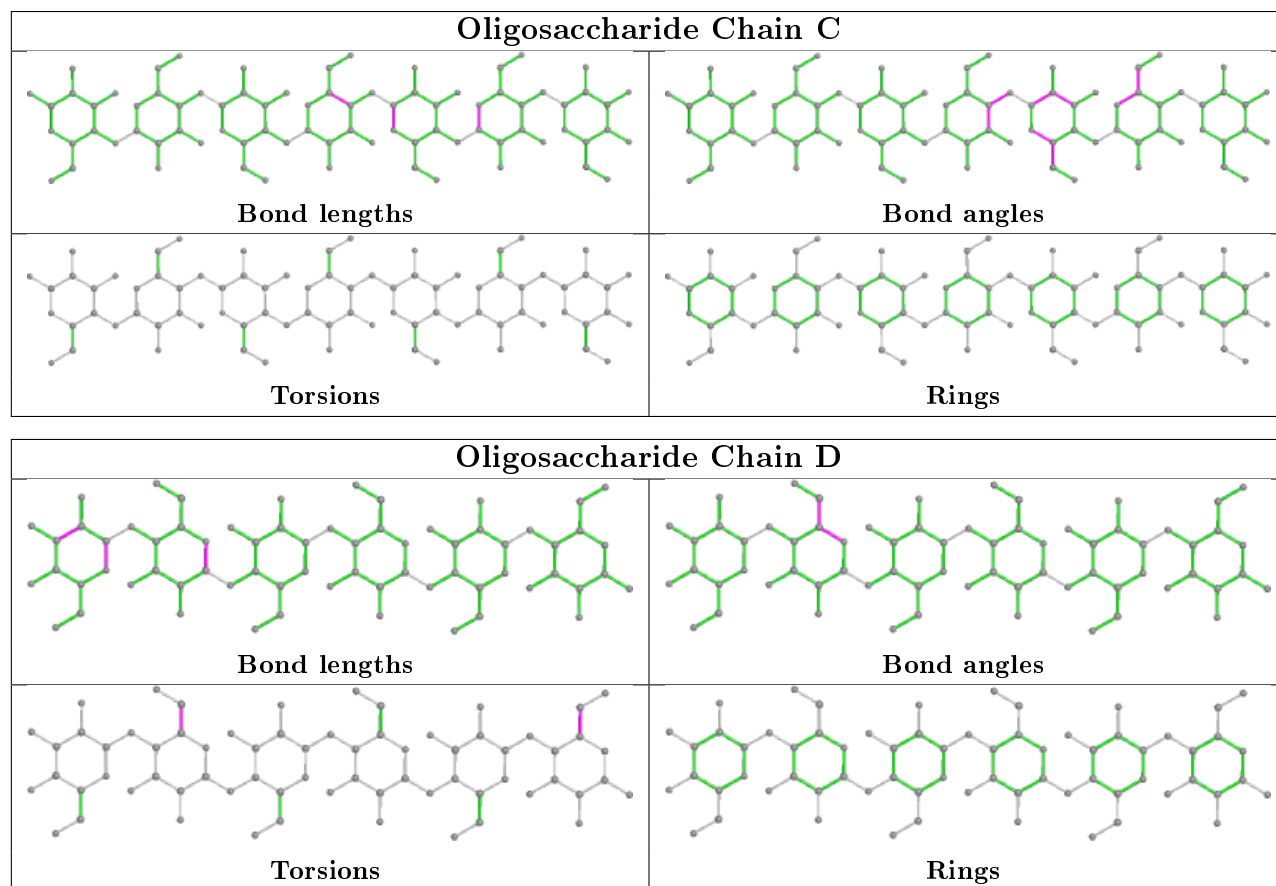 Oligosaccharide Chain C
Bond lengths
Bond angles
Torsions
Rings
Oligosaccharide Chain D
Bond lengths
Bond angles
Torsions
Rings